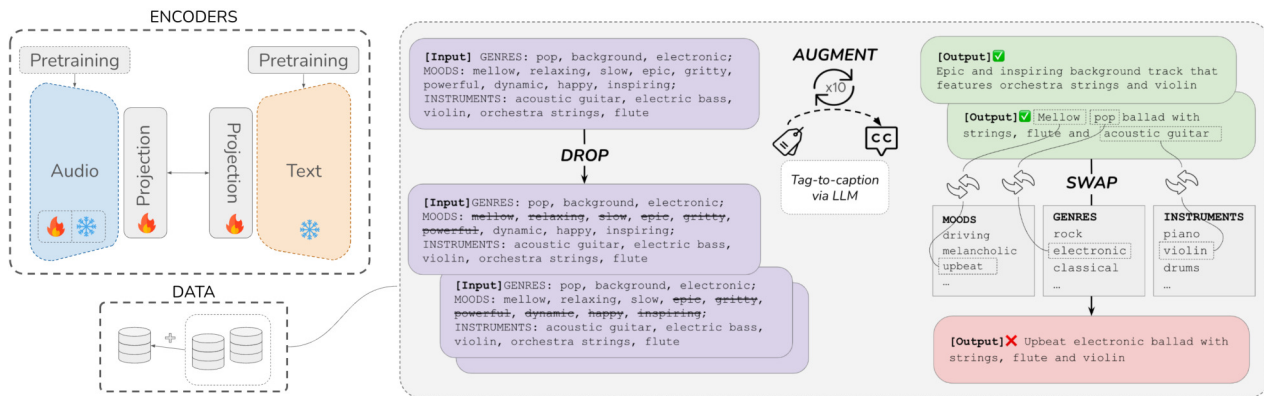 ENCODERS
Pretraining
Pretraining
Audio
Projection
Projection
Text
DATA
[Input] GENRES: pop, background, electronic;
MOODS: mellow, relaxing, slow, epic, gritty,
powerful, dynamic, happy, inspiring;
INSTRUMENTS: acoustic guitar, electric bass,
violin, orchestra strings, flute
DROP
[Input]GENRES: pop, background, electronic;
MOODS: mellow, relaxing, slow, epic, gritty,
powerful, dynamic, happy, inspiring;
INSTRUMENTS: acoustic guitar, electric bass,
violin, orchestra strings, flute
[Input]GENRES: pop, background, electronic;
MOODS: mellow, relaxing, slow, epic, gritty,
powerful, dynamic, happy, inspiring;
INSTRUMENTS: acoustic guitar, electric bass,
violin, orchestra strings, flute
AUGMENT
x10
CC
Tag-to-caption
via LLM
[Output]✅
Epic and inspiring background track that
features orchestra strings and violin
[Output]✅ Mellow pop ballad with
strings, flute and acoustic guitar
SWAP
MOODS
driving
melancholic
upbeat
…
GENRES
rock
electronic
classical
…
INSTRUMENTS
piano
violin
drums
…
[Output]❌ Upbeat electronic ballad with
strings, flute and violin